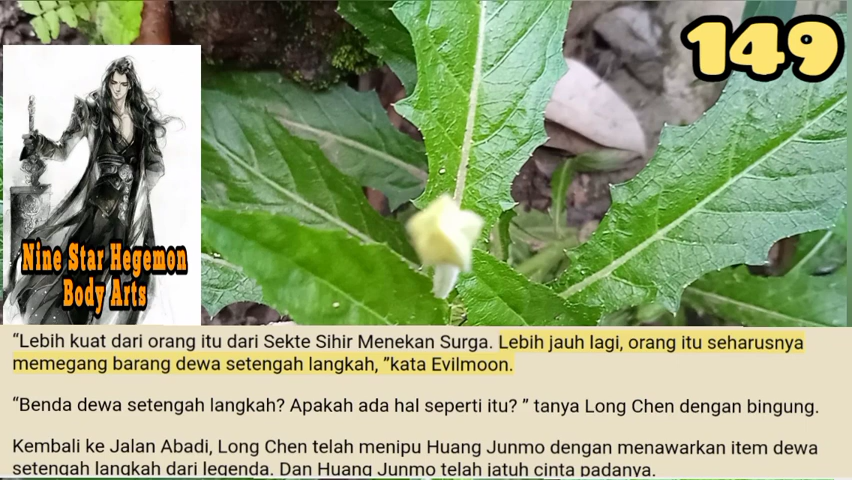 149
Nine Star Hegemon
Body Arts
“Lebih kuat dari orang itu dari Sekte Sihir Menekan Surga. Lebih jauh lagi, orang itu seharusnya
memegang barang dewa setengah langkah, ”kata Evilmoon.
“Benda dewa setengah langkah? Apakah ada hal seperti itu? ” tanya Long Chen dengan bingung.
Kembali ke Jalan Abadi, Long Chen telah menipu Huang Junmo dengan menawarkan item dewa
setengah langkah dari legenda. Dan Huang Junmo telah jatuh cinta padanya.